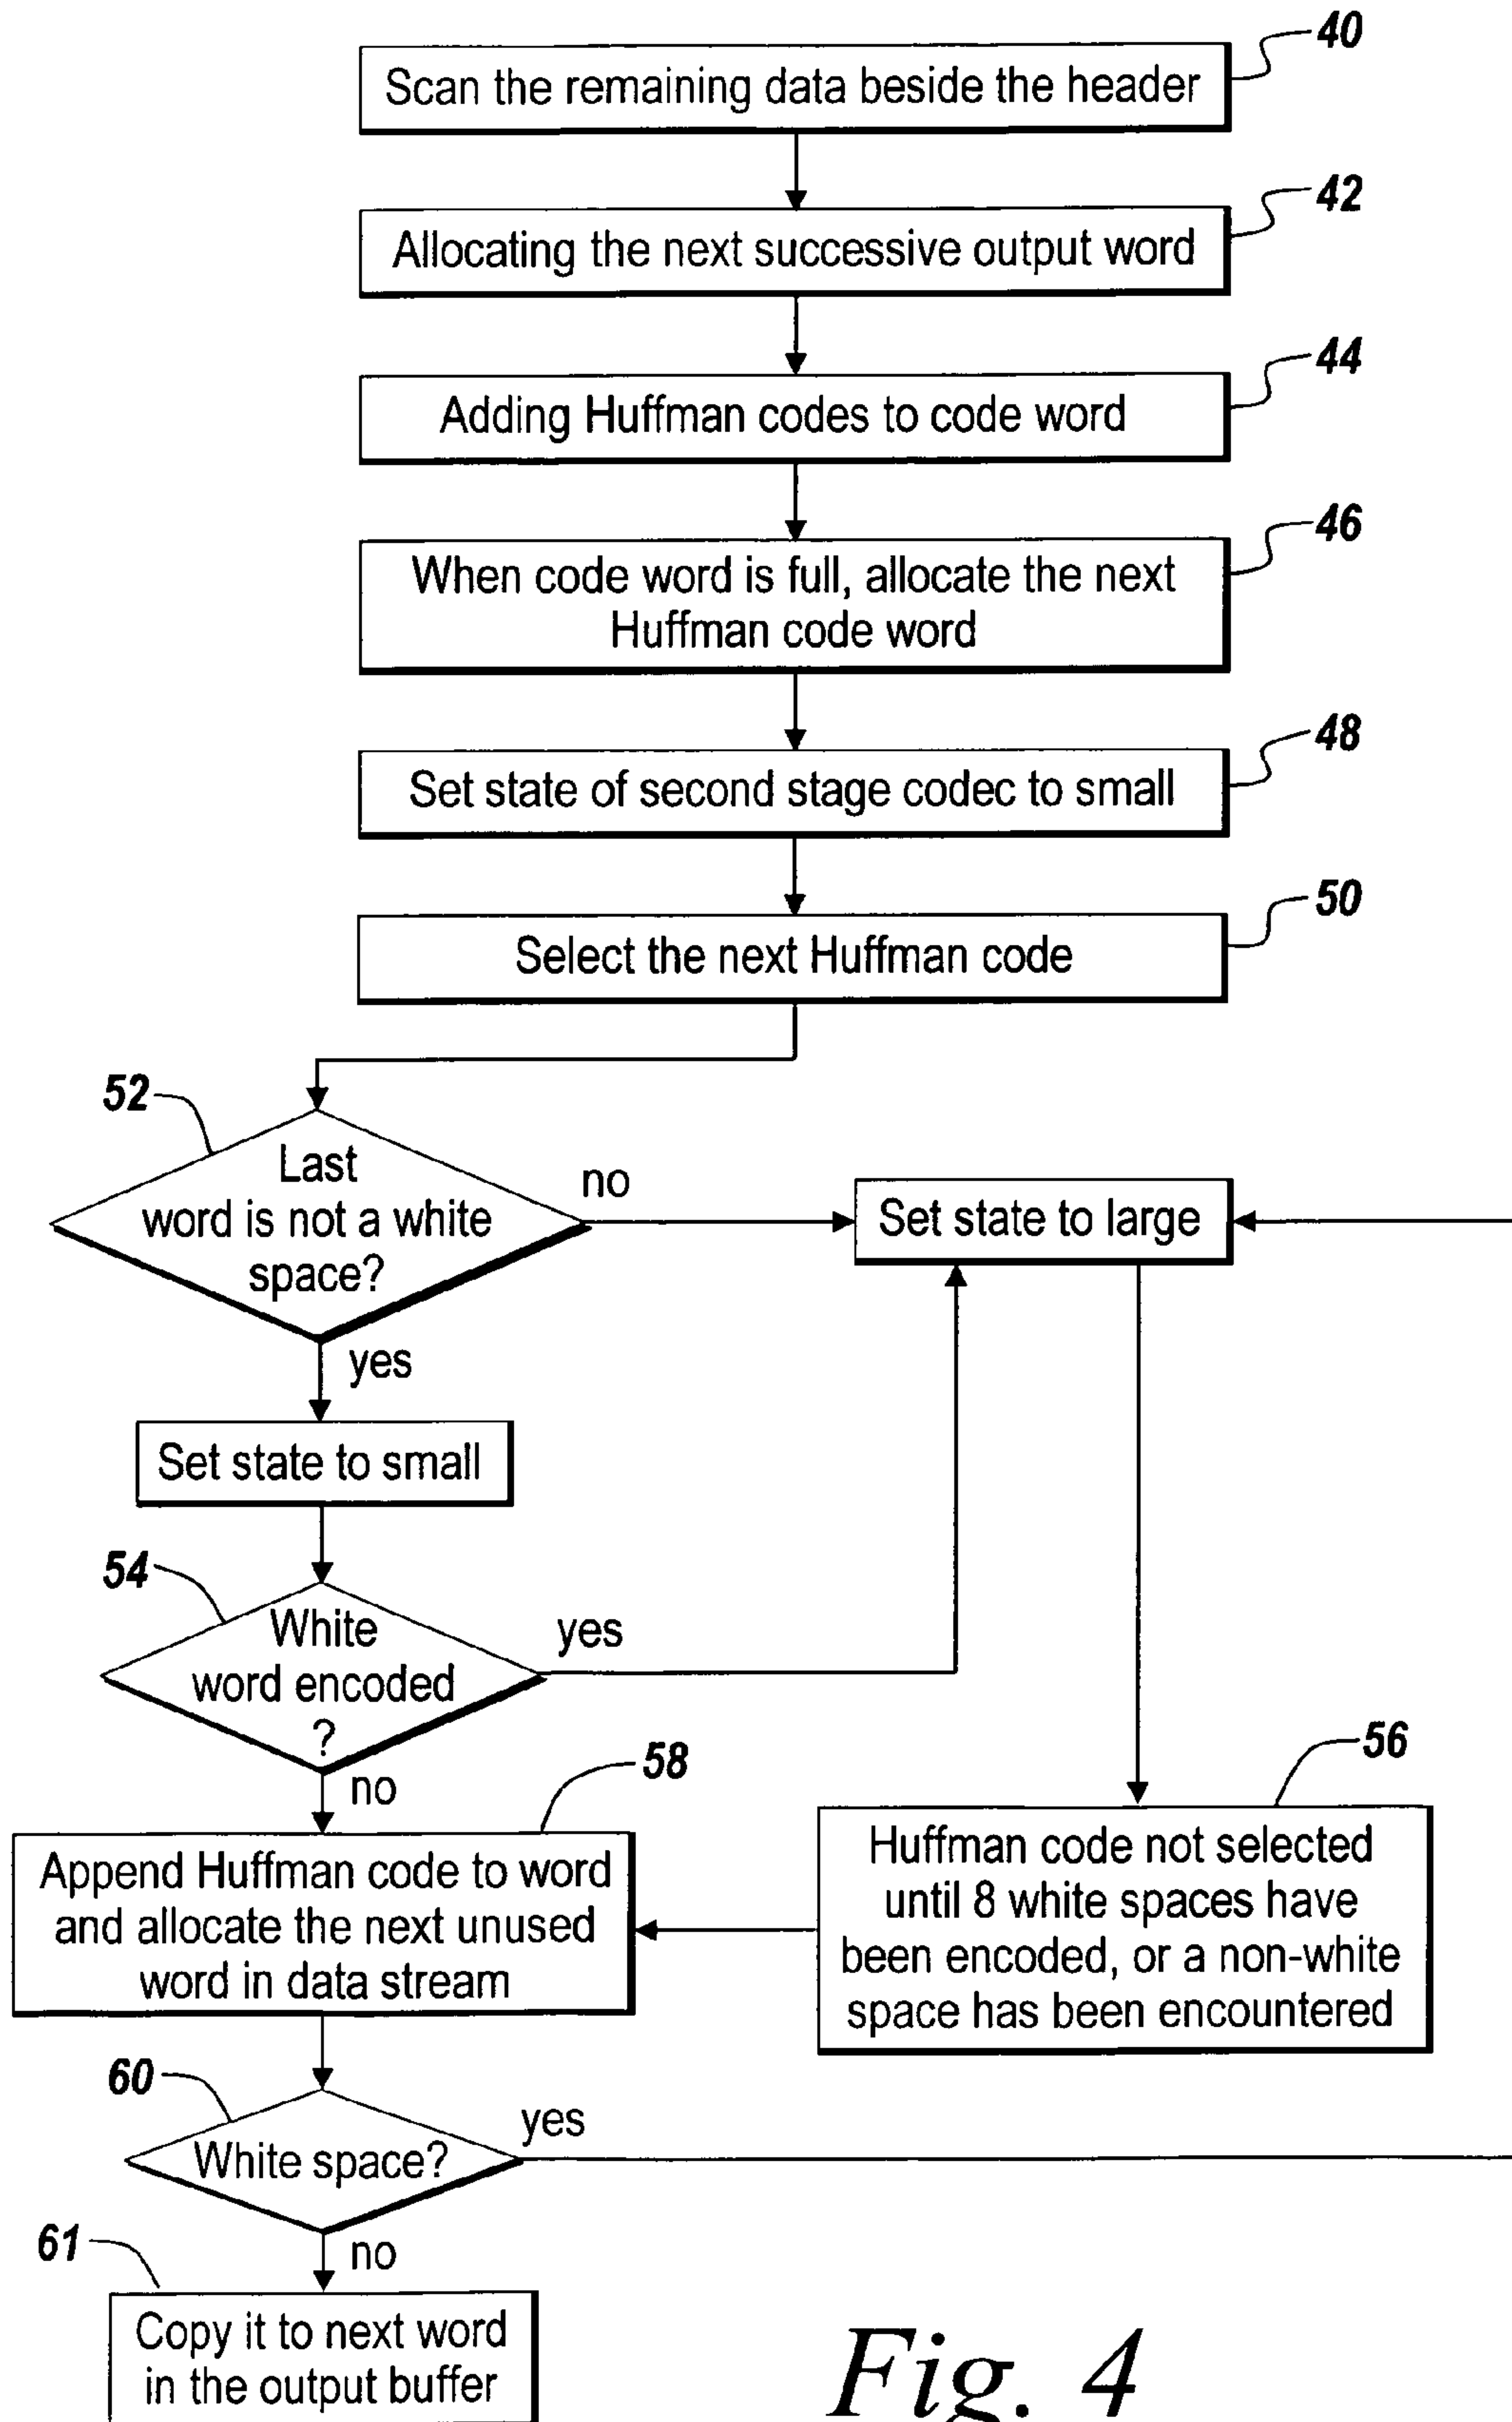 40
Scan the remaining data beside the header
42
Allocating the next successive output word
44
Adding Huffman codes to code word
46
When code word is full, allocate the next
Huffman code word
48
Set state of second stage codec to small
50
Select the next Huffman code
52
Last
word is not a white
space?
no
Set state to large
yes
Set state to small
54
White
word encoded
?
yes
no
58
Append Huffman code to word
and allocate the next unused
word in data stream
56
Huffman code not selected
until 8 white spaces have
been encoded, or a non-white
space has been encountered
60
White space?
yes
no
61
Copy it to next word
in the output buffer
Fig. 4